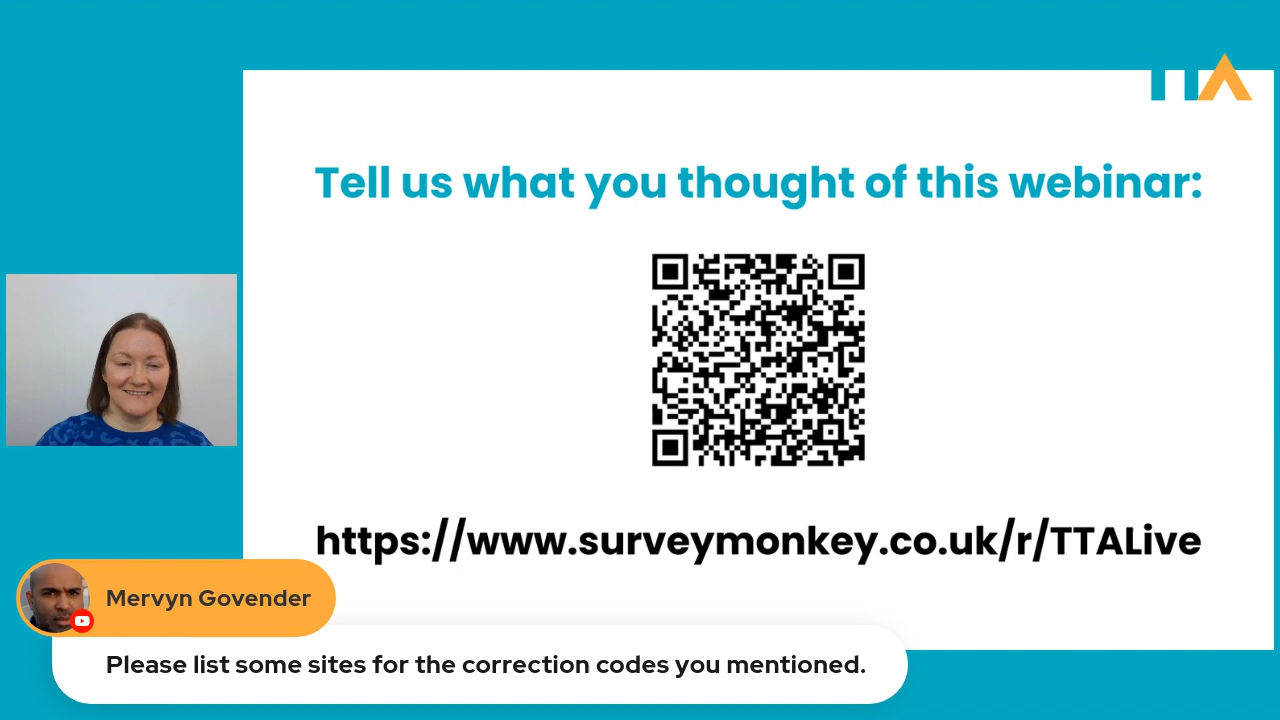 TTA
Tell us what you thought of this webinar:
https://www.surveymonkey.co.uk/r/TTALive
Mervyn Govender
Please list some sites for the correction codes you mentioned.